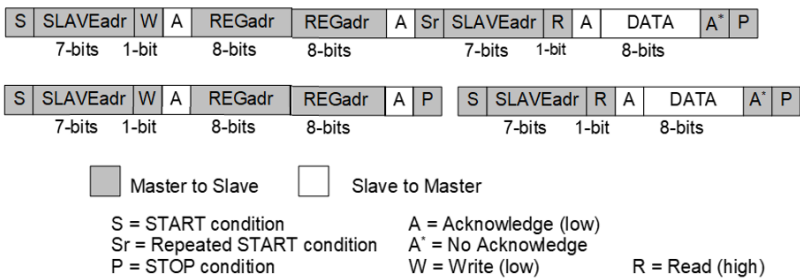 S SLAVEadr W A REGadr REGadr A Sr SLAVEadr R A DATA A* P
7-bits 1-bit 8-bits 8-bits 7-bits 1-bit 8-bits
S SLAVEadr W A REGadr REGadr A P S SLAVEadr R A DATA A* P
7-bits 1-bit 8-bits 8-bits 7-bits 1-bit 8-bits
Master to Slave Slave to Master
S = START condition A = Acknowledge (low)
Sr = Repeated START condition A* = No Acknowledge
P = STOP condition W = Write (low) R = Read (high)